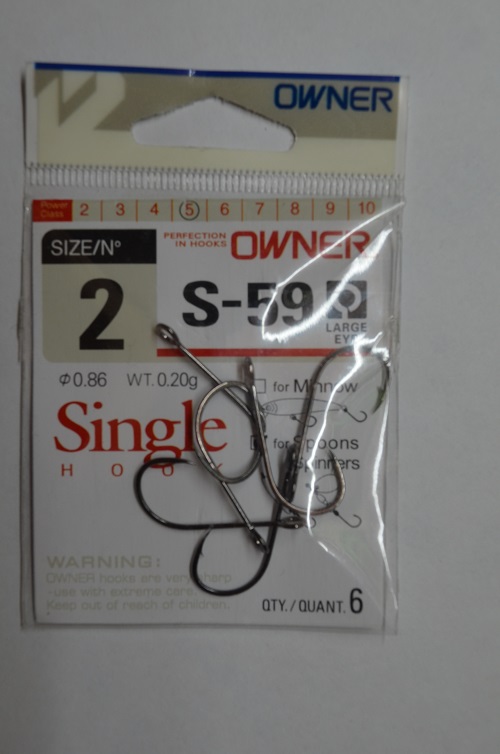 OWNER
Power Class 2 3 4 5 6 7 8 9 10
SIZE/N°
2
PERFECTION IN HOOKS OWNER
S-59
LARGE
EYE
Φ0.86 WT. 0.20g
for Minnow
Single
HOOK
for Spoons
Spinners
WARNING:
OWNER hooks are very sharp
-use with extreme care.
Keep out of reach of children.
QTY./QUANT. 6